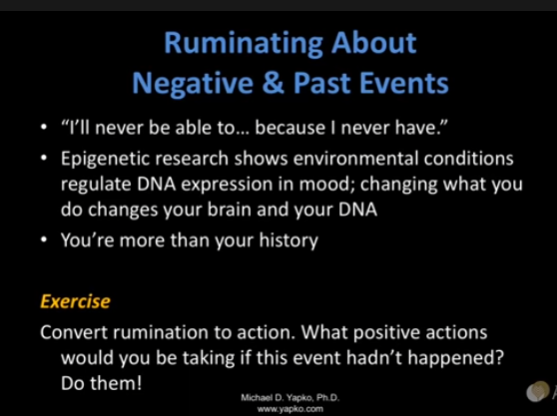 Ruminating About
Negative & Past Events
• “I’ll never be able to... because I never have.”
• Epigenetic research shows environmental conditions
regulate DNA expression in mood; changing what you
do changes your brain and your DNA
• You’re more than your history
Exercise
Convert rumination to action. What positive actions
would you be taking if this event hadn’t happened?
Do them!
Michael D. Yapko, Ph.D.
www.yapko.com